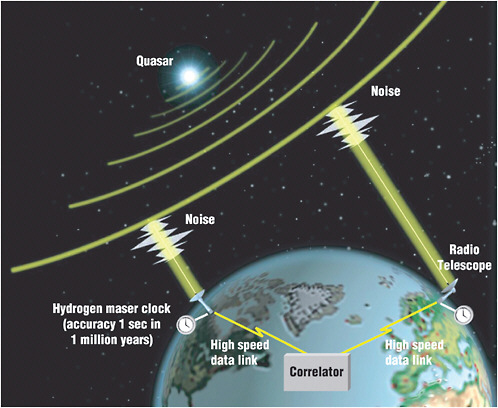 Quasar
Noise
Noise
Radio
Telescope
Hydrogen maser clock
(accuracy 1 sec in
1 million years)
High speed
data link
High speed
data link
Correlator